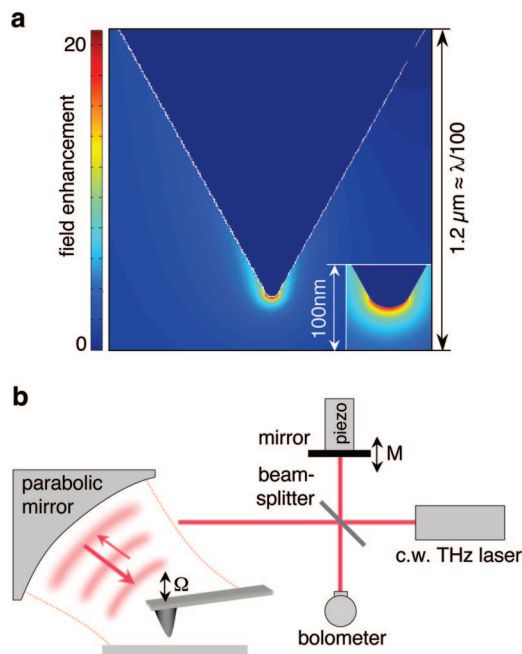 a
20
field enhancement
0
1.2 µm ≈ λ/100
100nm
b
parabolic
mirror
Ω
mirror
piezo
M
beam-
splitter
c.w. THz laser
bolometer